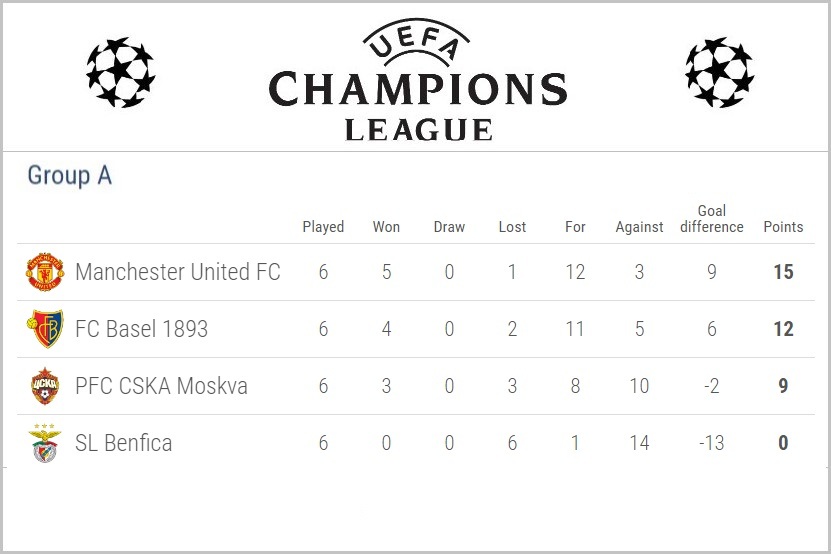 UEFA
CHAMPIONS
LEAGUE
Group A
Played Won Draw Lost For Against Goal difference Points
Manchester United FC 6 5 0 1 12 3 9 15
FC Basel 1893 6 4 0 2 11 5 6 12
PFC CSKA Moskva 6 3 0 3 8 10 -2 9
SL Benfica 6 0 0 6 1 14 -13 0